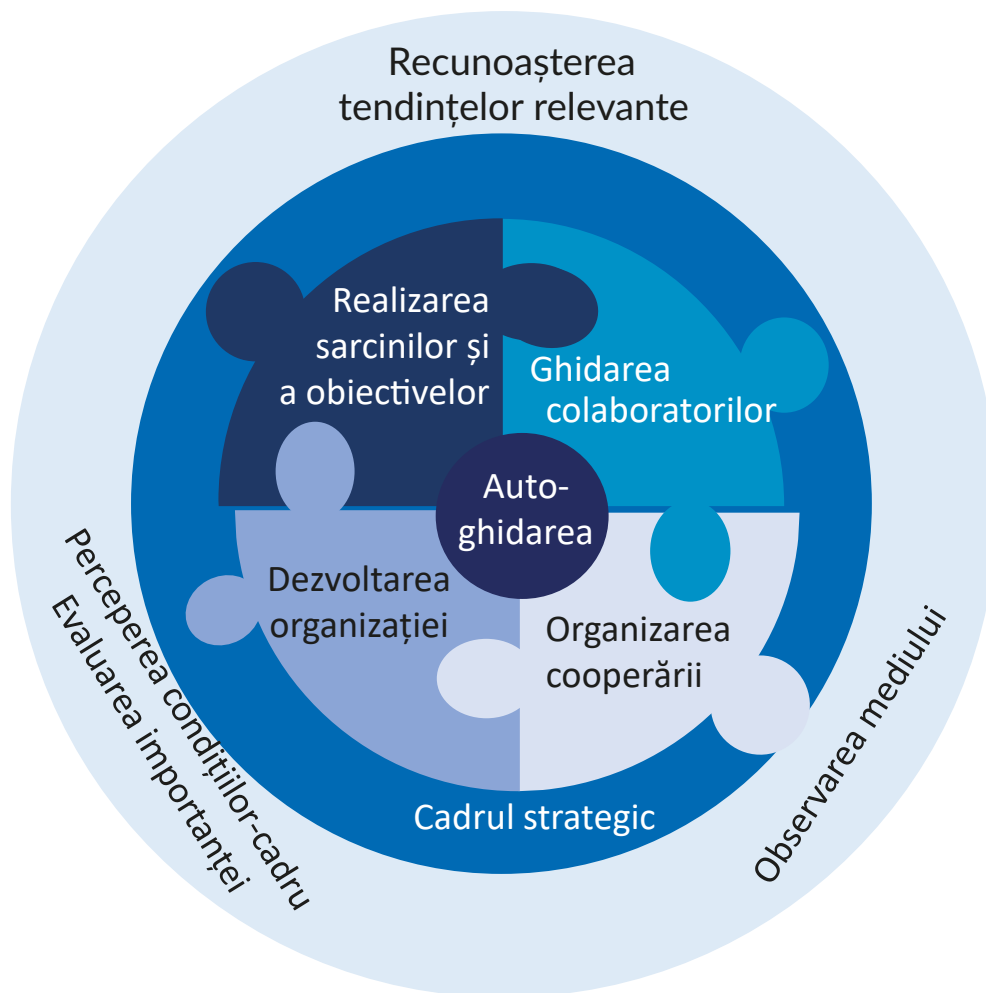 Recunoașterea
tendințelor relevante
Realizarea
sarcinilor și
a obiectivelor
Ghidarea
colaboratorilor
Auto-
ghidarea
Dezvoltarea
organizației
Organizarea
cooperării
Cadrul strategic
Perceperea condițiilor-cadru
Evaluarea importanței
Observarea mediului